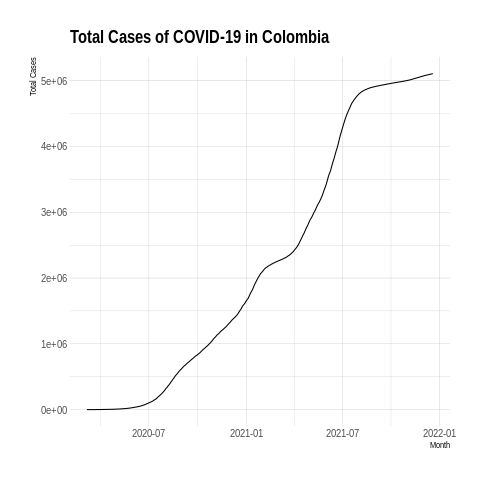 Total Cases of COVID-19 in Colombia
Total Cases
5e+06
4e+06
3e+06
2e+06
1e+06
0e+00
2020-07 2021-01 2021-07 2022-01
Month